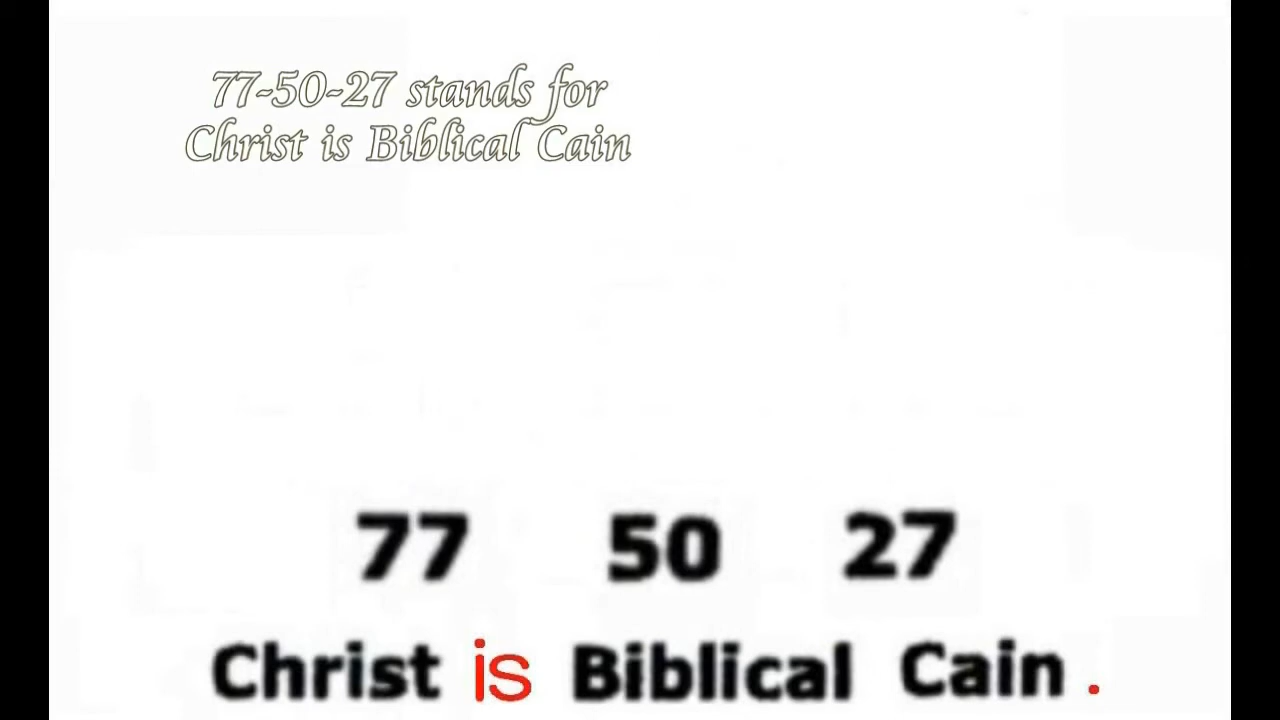 77-50-27 stands for
Christ is Biblical Cain
77 50 27
Christ is Biblical Cain .